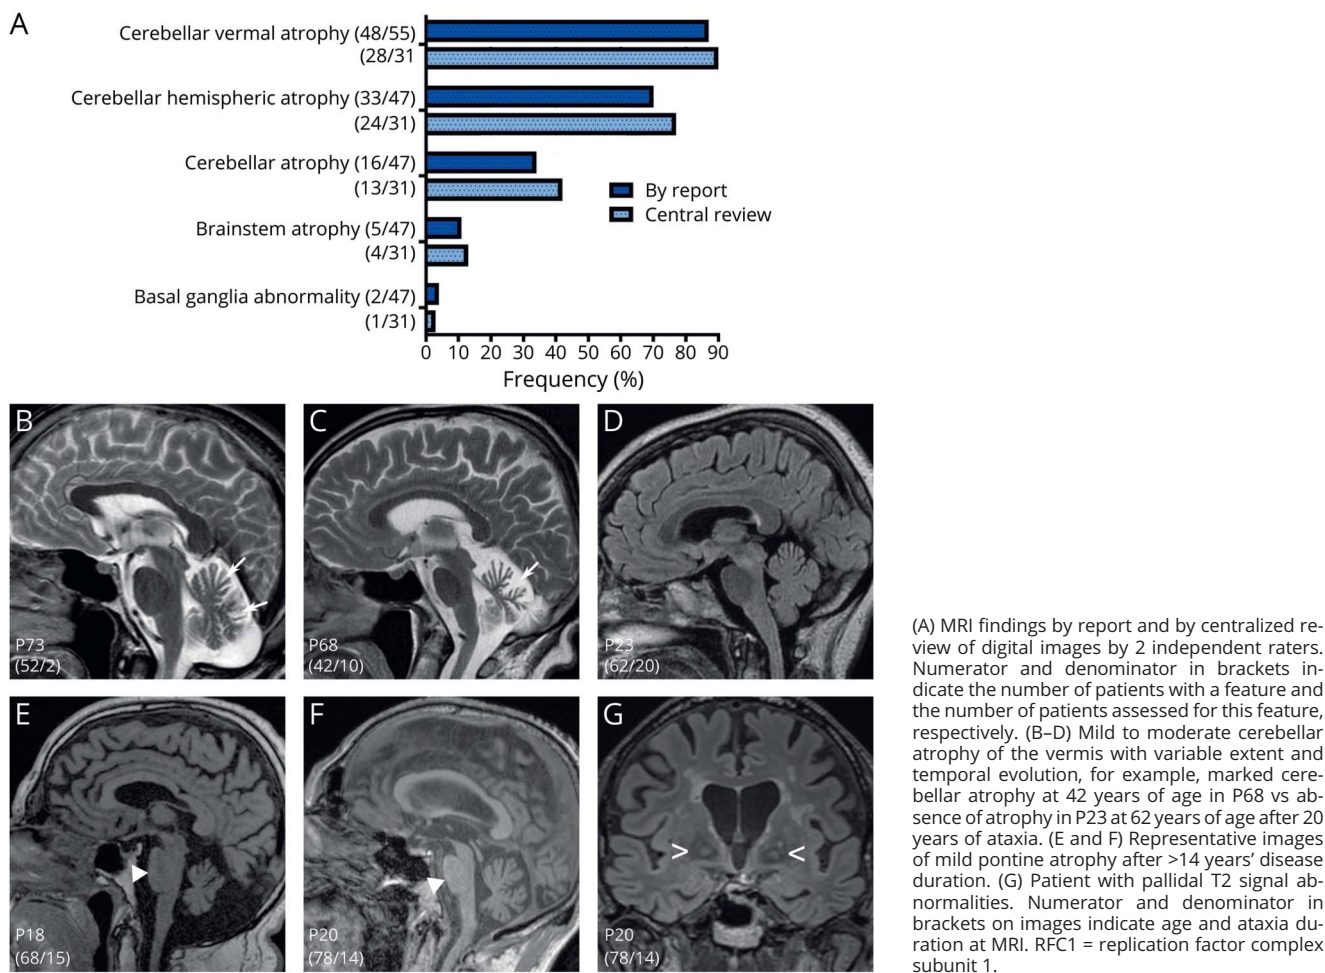 A
Cerebellar vermal atrophy (48/55)
(28/31
Cerebellar hemispheric atrophy (33/47)
(24/31)
Cerebellar atrophy (16/47)
(13/31)
Brainstem atrophy (5/47)
(4/31)
Basal ganglia abnormality (2/47)
(1/31)
By report
Central review
0 10 20 30 40 50 60 70 80 90
Frequency (%)
B
P73
(52/2)
C
P68
(42/10)
D
P23
(62/20)
E
P18
(68/15)
F
P20
(78/14)
G
> <
P20
(78/14)
(A) MRI findings by report and by centralized re-
view of digital images by 2 independent raters.
Numerator and denominator in brackets in-
dicate the number of patients with a feature and
the number of patients assessed for this feature,
respectively. (B–D) Mild to moderate cerebellar
atrophy of the vermis with variable extent and
temporal evolution, for example, marked cere-
bellar atrophy at 42 years of age in P68 vs ab-
sence of atrophy in P23 at 62 years of age after 20
years of ataxia. (E and F) Representative images
of mild pontine atrophy after >14 years’ disease
duration. (G) Patient with pallidal T2 signal ab-
normalities. Numerator and denominator in
brackets on images indicate age and ataxia du-
ration at MRI. RFC1 = replication factor complex
subunit 1.